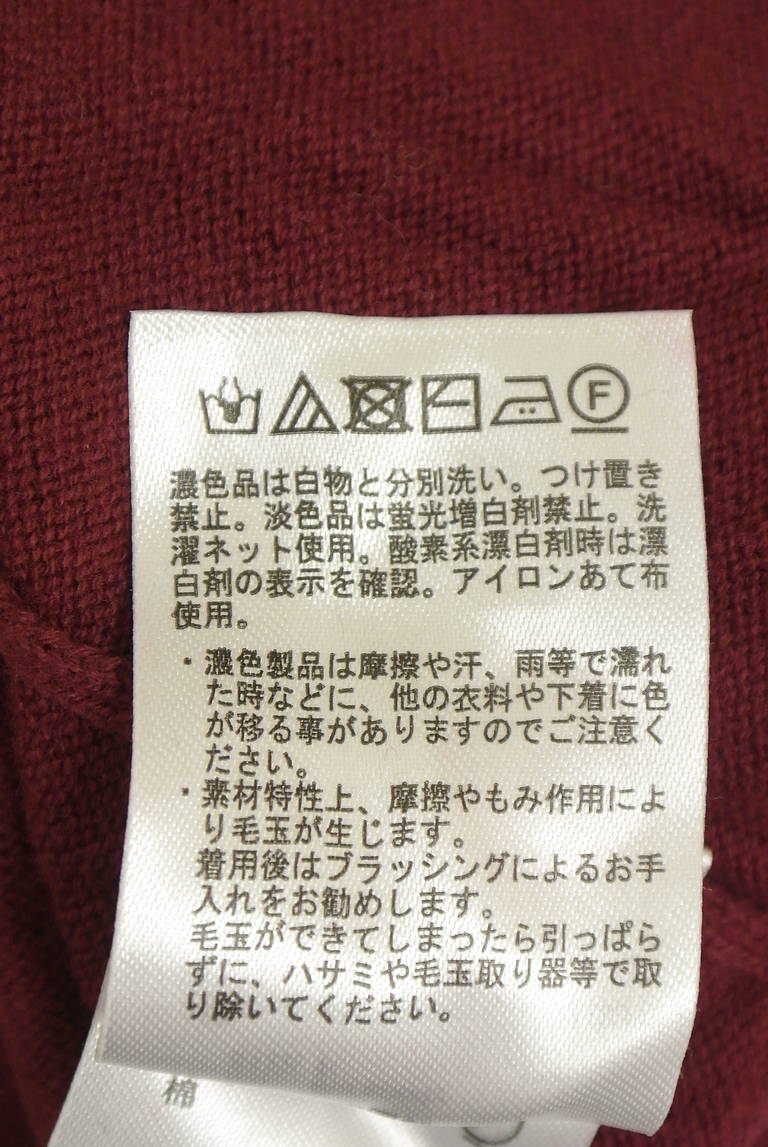 F
濃色品は白物と分別洗い。つけ置き
禁止。淡色品は蛍光増白剤禁止。洗
濯ネット使用。酸素系漂白剤時は漂
白剤の表示を確認。アイロンあて布
使用。
・濃色製品は摩擦や汗、雨等で濡れ
た時などに、他の衣料や下着に色
が移る事がありますのでご注意く
ださい。
・素材特性上、摩擦やもみ作用によ
り毛玉が生じます。
着用後はブラッシングによるお手
入れをお勧めします。
毛玉ができてしまったら引っぱら
ずに、ハサミや毛玉取り器等で取
り除いてください。
棉